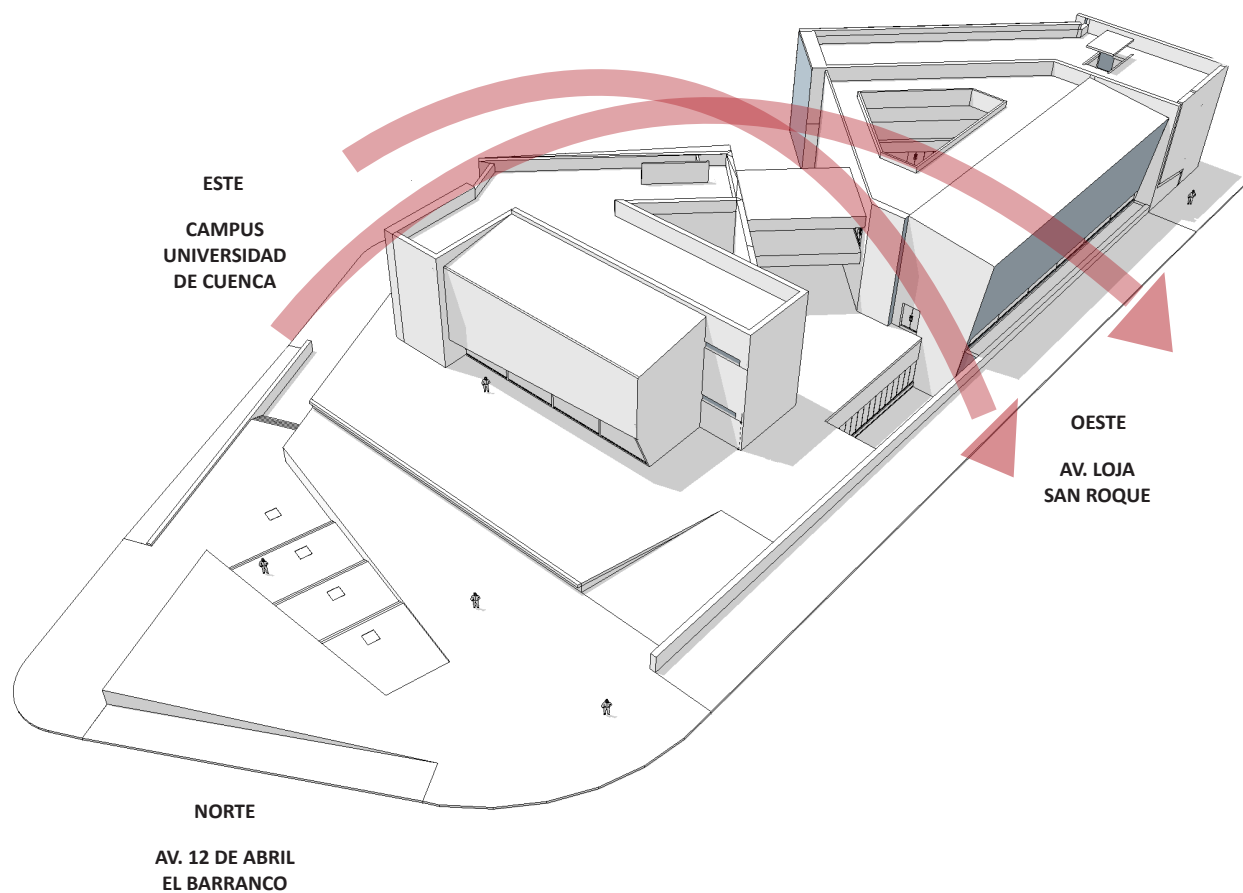 ESTE
CAMPUS
UNIVERSIDAD
DE CUENCA
OESTE
AV. LOJA
SAN ROQUE
NORTE
AV. 12 DE ABRIL
EL BARRANCO